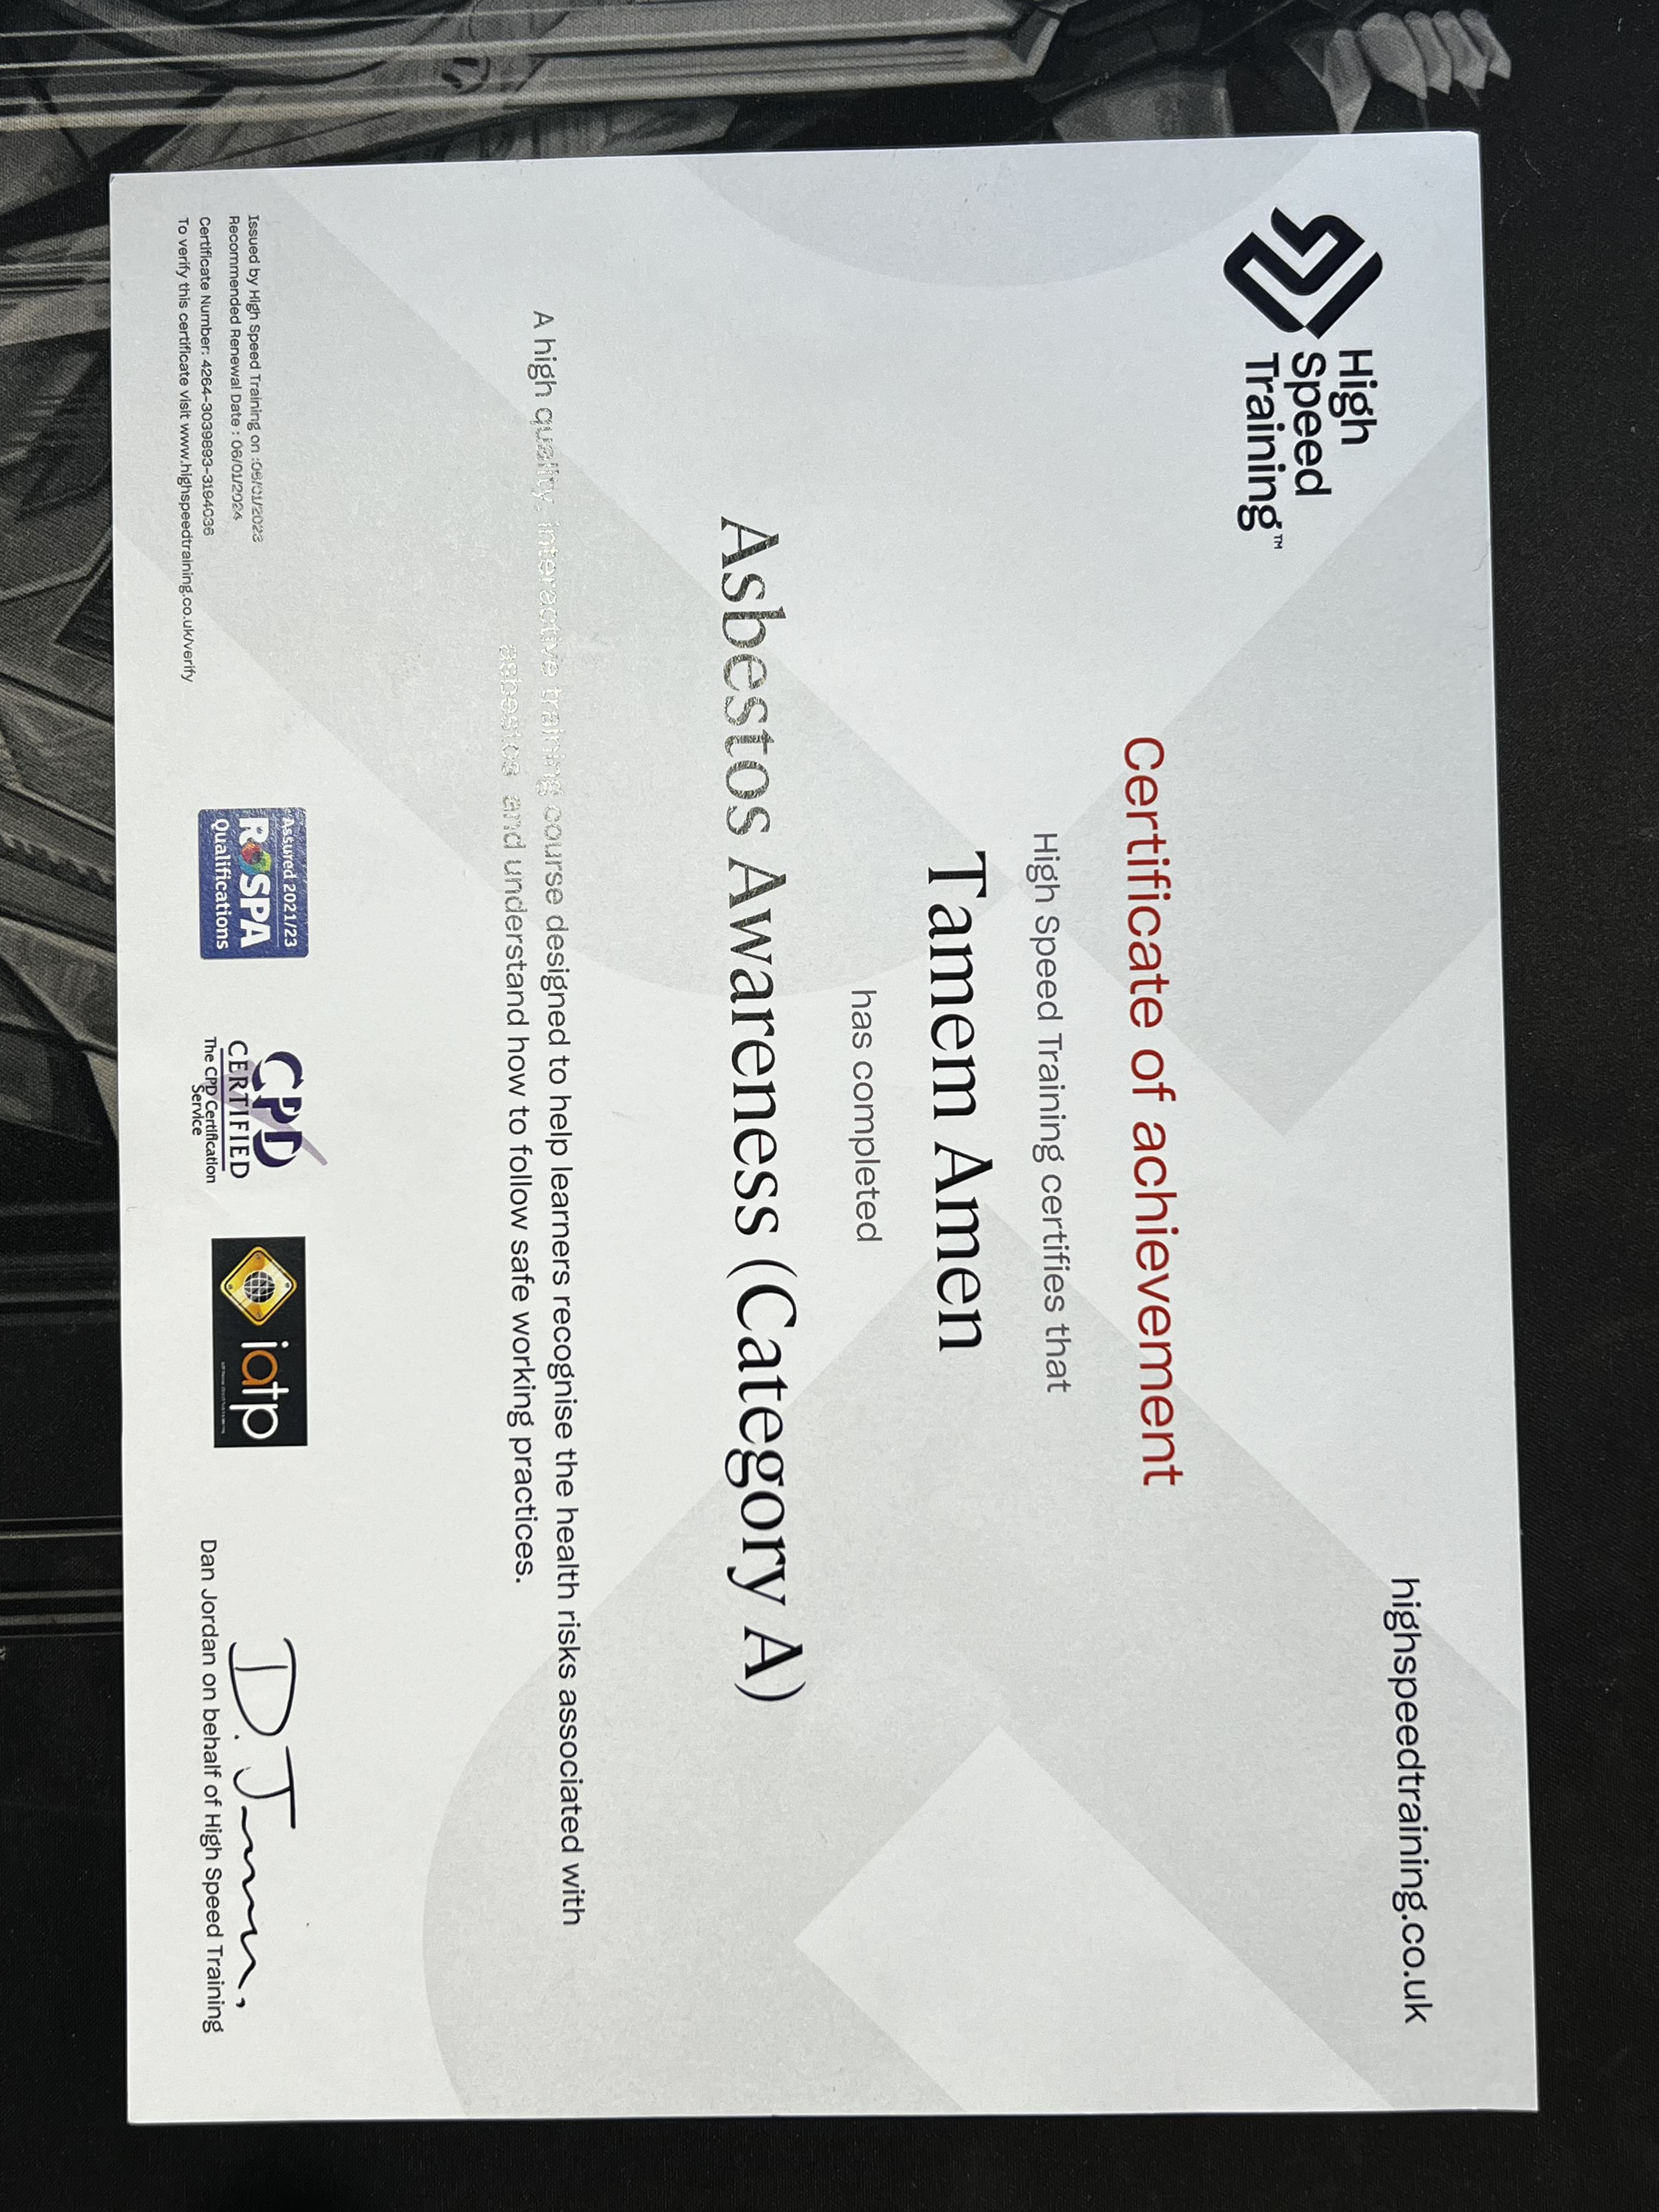 highspeedtraining.co.uk
High
Speed
Training™
Certificate of achievement
High Speed Training certifies that
Tamem Amen
has completed
Asbestos Awareness (Category A)
A high quality, interactive training course designed to help learners recognise the health risks associated with
asbestos and understand how to follow safe working practices.
Issued by High Speed Training on :06/01/2023
Recommended Renewal Date : 06/01/2024
Certificate Number: 4264-3039893-3194036
To verify this certificate visit www.highspeedtraining.co.uk/verify
Assured 2021/23
RoSPA
Qualifications
CPD
CERTIFIED
The CPD Certification
Service
iatp
D. J
Dan Jordan on behalf of High Speed Training